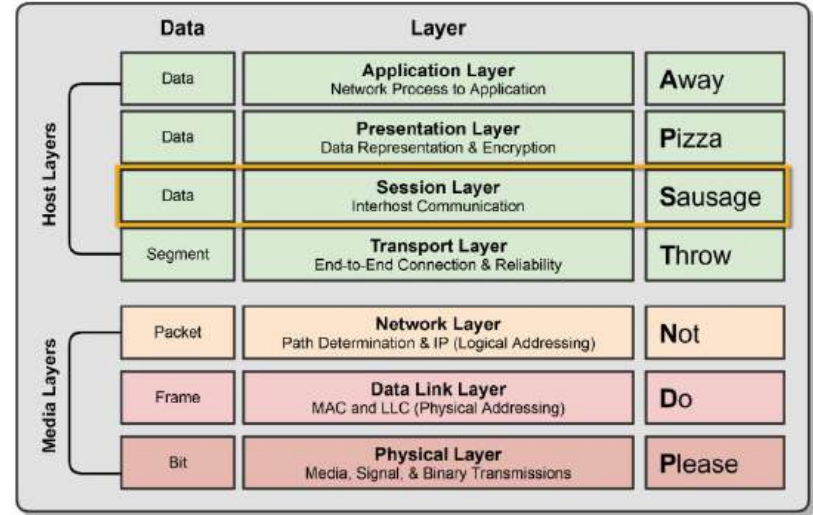 Data Layer
Host Layers
Data
Application Layer
Network Process to Application
Away
Data
Presentation Layer
Data Representation & Encryption
Pizza
Data
Session Layer
Interhost Communication
Sausage
Segment
Transport Layer
End-to-End Connection & Reliability
Throw
Media Layers
Packet
Network Layer
Path Determination & IP (Logical Addressing)
Not
Frame
Data Link Layer
MAC and LLC (Physical Addressing)
Do
Bit
Physical Layer
Media, Signal, & Binary Transmissions
Please